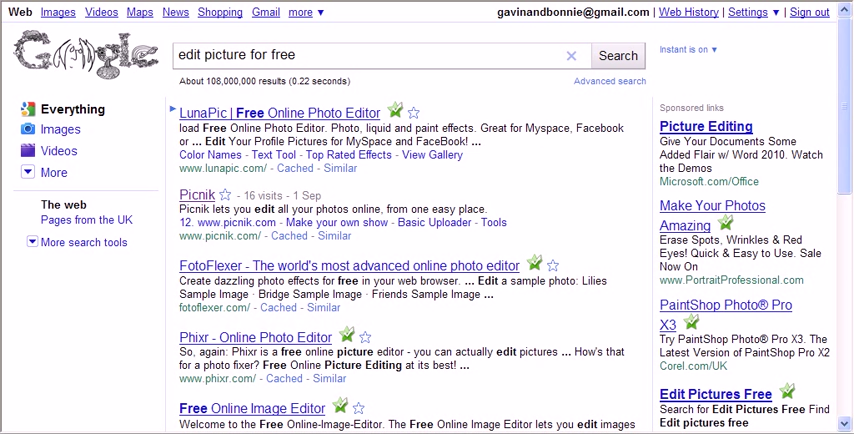 Web Images Videos Maps News Shopping Gmail more ▼
gavinandbonnie@gmail.com | Web History | Settings ▼ | Sign out
Google
edit picture for free
Search
Instant is on ▼
About 108,000,000 results (0.22 seconds)
Advanced search
Everything
Images
Videos
More
The web
Pages from the UK
More search tools
LunaPic | Free Online Photo Editor
load Free Online Photo Editor. Photo, liquid and paint effects. Great for Myspace, Facebook
or ... Edit Your Profile Pictures for MySpace and FaceBook! ...
Color Names - Text Tool - Top Rated Effects - View Gallery
www.lunapic.com/ - Cached - Similar
Picnik - 16 visits - 1 Sep
Picnik lets you edit all your photos online, from one easy place.
12. www.picnik.com - Make your own show - Basic Uploader - Tools
www.picnik.com/ - Cached - Similar
FotoFlexer - The world's most advanced online photo editor
Create dazzling photo effects for free in your web browser. ... Edit a sample photo: Lilies
Sample Image · Bridge Sample Image · Friends Sample Image ...
fotoflexer.com/ - Cached - Similar
Phixr - Online Photo Editor
So, again: Phixr is a free online picture editor - you can actually edit pictures ... How's that
for a photo fixer? Free Online Picture Editing at its best! ...
www.phixr.com/ - Cached - Similar
Free Online Image Editor
Welcome to the Free Online-Image-Editor. The Free Online Image Editor lets you edit images
Sponsored links
Picture Editing
Give Your Documents Some
Added Flair w/ Word 2010. Watch
the Demos
Microsoft.com/Office
Make Your Photos
Amazing
Erase Spots, Wrinkles & Red
Eyes! Quick & Easy to Use. Sale
Now On
www.PortraitProfessional.com
PaintShop Photo® Pro
X3
Try PaintShop Photo® Pro X3. The
Latest Version of PaintShop Pro X2
Corel.com/UK
Edit Pictures Free
Search for Edit Pictures Free Find
Edit pictures free